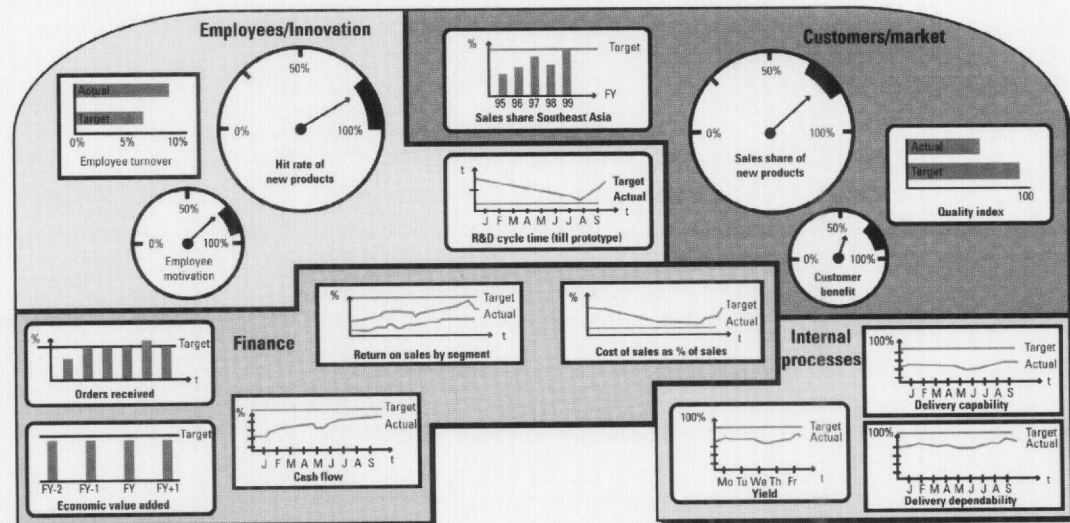 Employees/Innovation
Actual
Target
0% 5% 10%
Employee turnover
50%
0% 100%
Hit rate of
new products
50%
0% 100%
Employee
motivation
%
Target
FY
95 96 97 98 99
Sales share Southeast Asia
t
Target
Actual
J F M A M J J A S t
R&D cycle time (till prototype)
Customers/market
50%
0% 100%
Sales share of
new products
Actual
Target
100
Quality index
50%
0% 100%
Customer
benefit
Finance
%
Target
t
Orders received
Target
FY-2 FY-1 FY FY+1
Economic value added
%
Target
Actual
t
Return on sales by segment
%
Target
Actual
t
Cost of sales as % of sales
%
Target
Actual
J F M A M J J A S t
Cash flow
Internal
processes
100%
Target
Actual
t
J F M A M J J A S
Delivery capability
100%
Target
Actual
Mo Tu We Th Fr t
Yield
100%
Target
Actual
t
J F M A M J J A S
Delivery dependability